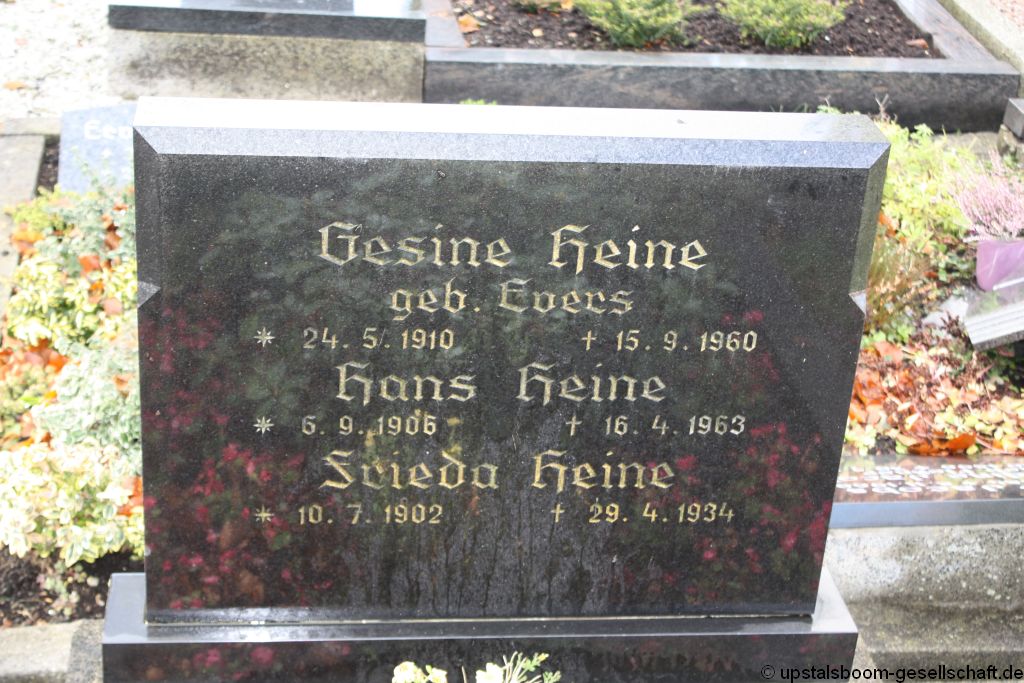 Gesine Heine
geb. Evers
* 24. 5. 1910 † 15. 9. 1960
Hans Heine
* 6. 9. 1906 † 16. 4. 1963
Frieda Heine
* 10. 7. 1902 † 29. 4. 1934
© upstalsboom-gesellschaft.de